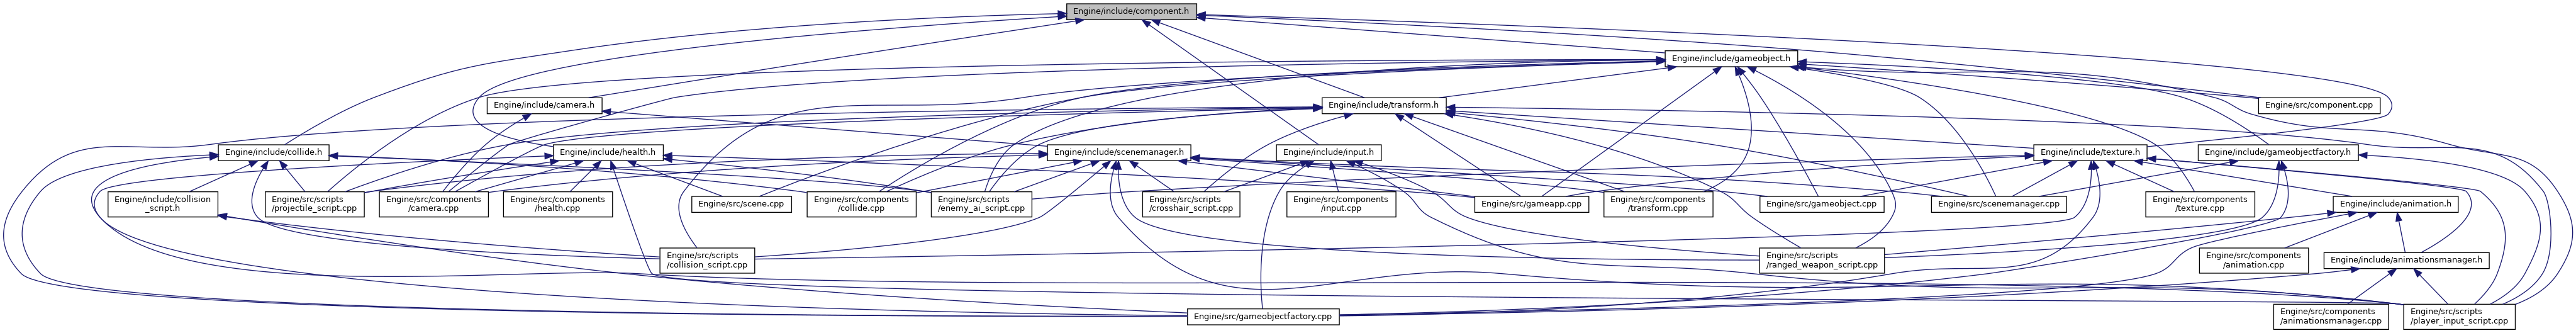 Engine/include/component.h
Engine/include/gameobject.h
Engine/include/camera.h
Engine/include/transform.h
Engine/src/component.cpp
Engine/include/collide.h
Engine/include/health.h
Engine/include/scenemanager.h
Engine/include/input.h
Engine/include/texture.h
Engine/include/gameobjectfactory.h
Engine/include/collision
_script.h
Engine/src/scripts
/projectile_script.cpp
Engine/src/components
/camera.cpp
Engine/src/components
/health.cpp
Engine/src/scene.cpp
Engine/src/components
/collide.cpp
Engine/src/scripts
/enemy_ai_script.cpp
Engine/src/scripts
/crosshair_script.cpp
Engine/src/components
/input.cpp
Engine/src/gameapp.cpp
Engine/src/components
/transform.cpp
Engine/src/gameobject.cpp
Engine/src/scenemanager.cpp
Engine/src/components
/texture.cpp
Engine/include/animation.h
Engine/src/scripts
/collision_script.cpp
Engine/src/scripts
/ranged_weapon_script.cpp
Engine/src/components
/animation.cpp
Engine/include/animationsmanager.h
Engine/src/gameobjectfactory.cpp
Engine/src/components
/animationsmanager.cpp
Engine/src/scripts
/player_input_script.cpp